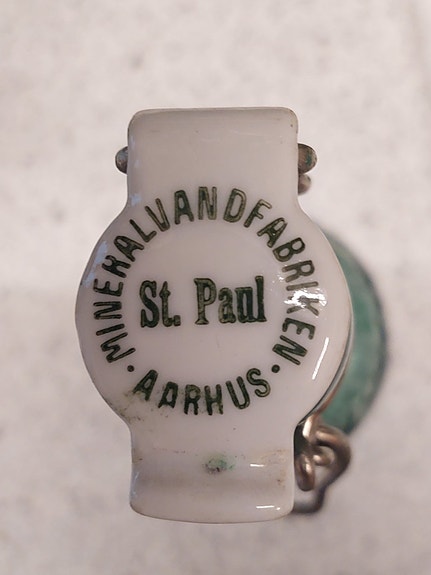 MINERALVANDFABRIKEN
St. Paul
· AARHUS ·